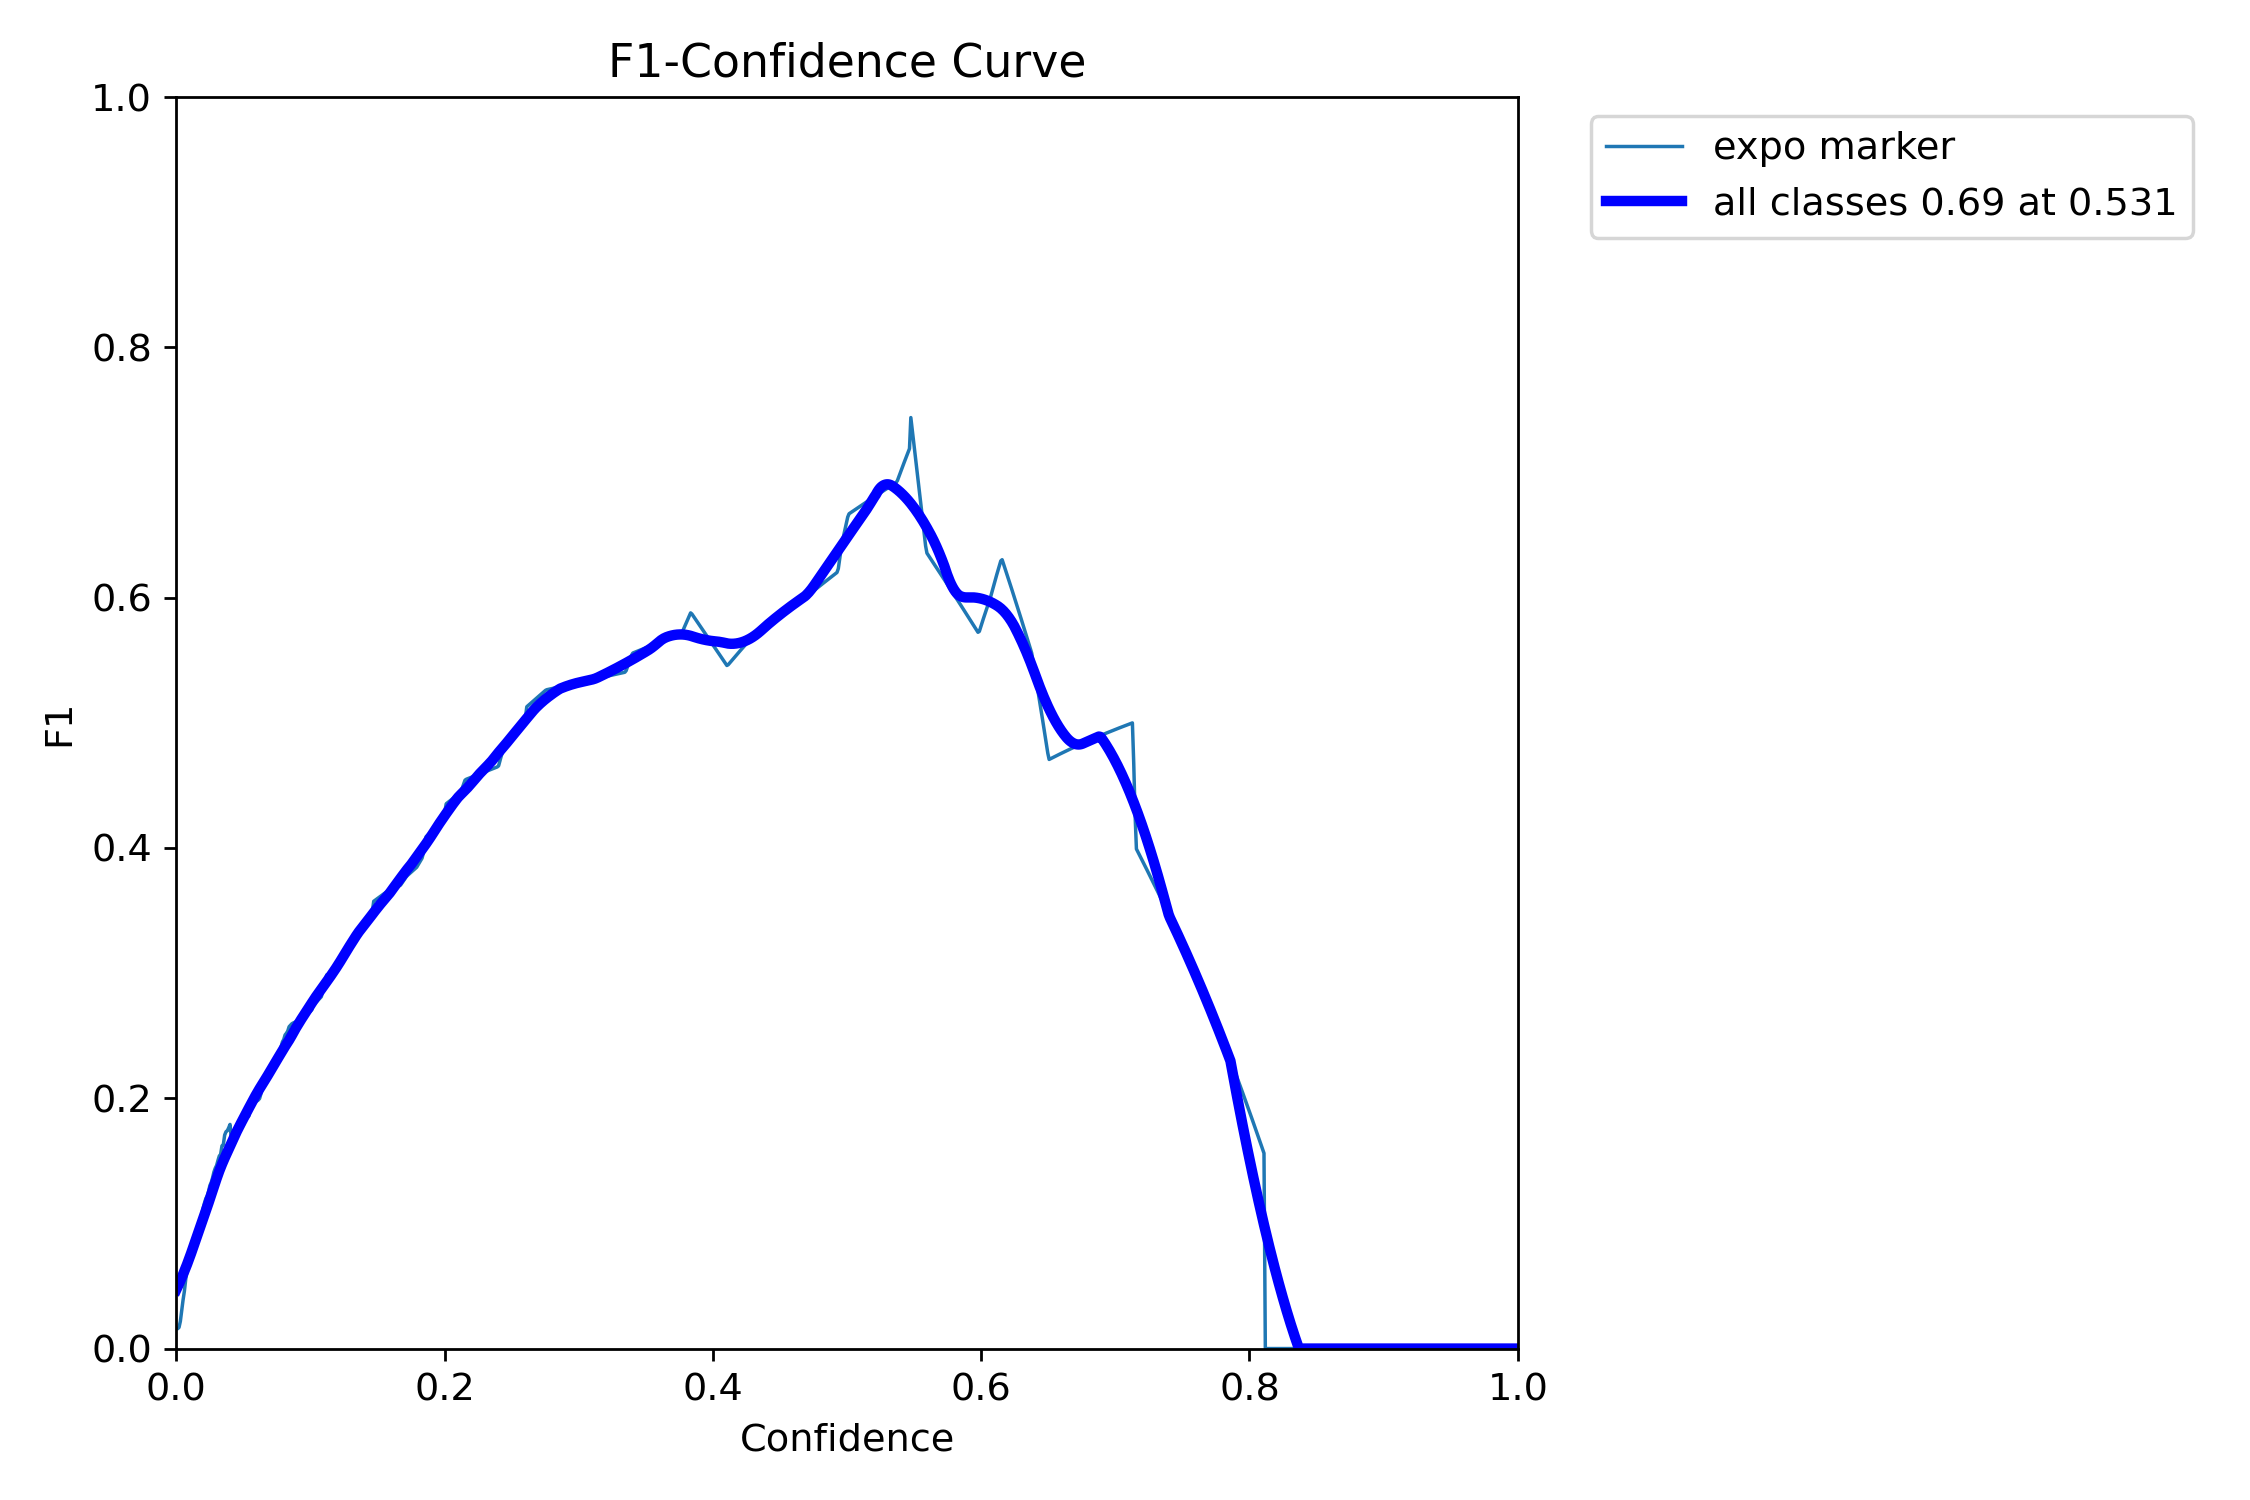 F1-Confidence Curve
expo marker
all classes 0.69 at 0.531
F1
1.0
0.8
0.6
0.4
0.2
0.0
0.0 0.2 0.4 0.6 0.8 1.0
Confidence